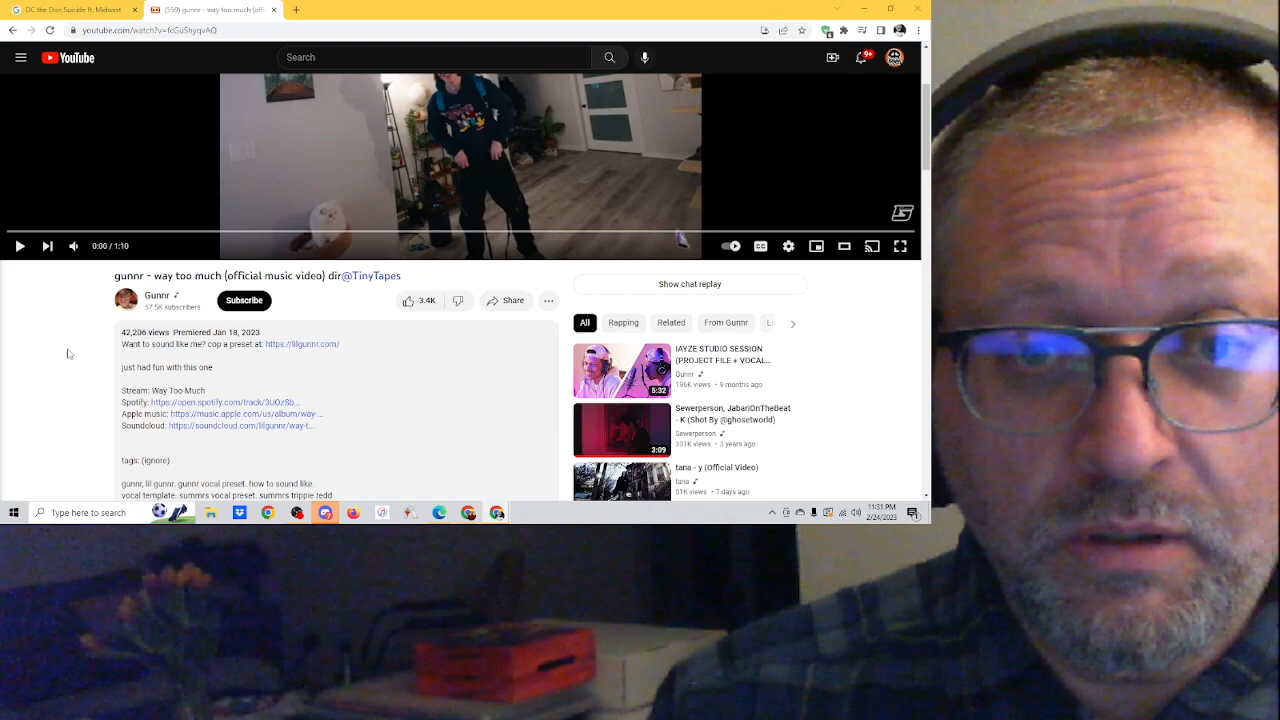 DC the Don Suicide ft. Midwest
(559) gunnr - way too much (offi
youtube.com/watch?v=fcGuShyqvAQ
YouTube
Search
9+
0:00 / 1:10
gunnr - way too much (official music video) dir@TinyTapes
Gunnr
57.5K subscribers
Subscribe
3.4K
Share
42,206 views Premiered Jan 18, 2023
Want to sound like me? cop a preset at: https://lilgunnr.com/
just had fun with this one
Stream: Way Too Much
Spotify: https://open.spotify.com/track/3UOzSb...
Apple music: https://music.apple.com/us/album/way-...
Soundcloud: https://soundcloud.com/lilgunnr/way-t...
tags: (ignore)
gunnr, lil gunnr. gunnr vocal preset. how to sound like.
vocal template. summrs vocal preset. summrs trippie redd
Show chat replay
All
Rapping
Related
From Gunnr
5:32
IAYZE STUDIO SESSION
(PROJECT FILE + VOCAL...
Gunnr
196K views • 9 months ago
3:09
Sewerperson, JabariOnTheBeat
- K (Shot By @ghosetworld)
Sewerperson
331K views • 3 years ago
tana - y (Official Video)
tana
51K views • 7 days ago
Type here to search
11:31 PM
2/24/2023